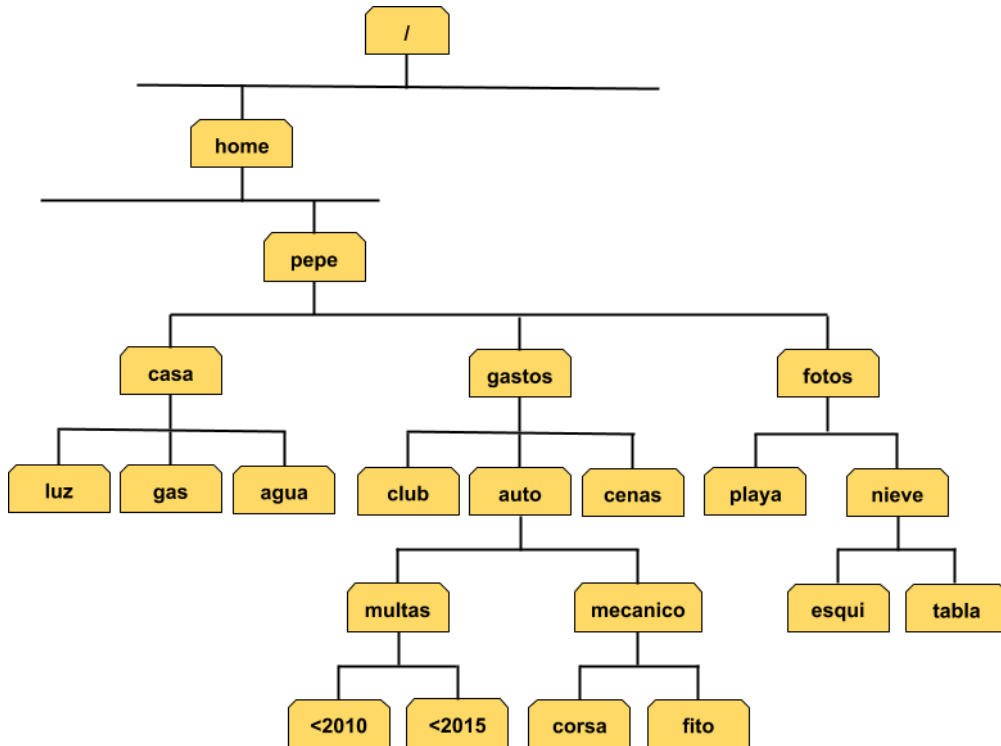 /
home
pepe
casa
gastos
fotos
luz
gas
agua
club
auto
cenas
playa
nieve
multas
mecanico
esqui
tabla
<2010
<2015
corsa
fito